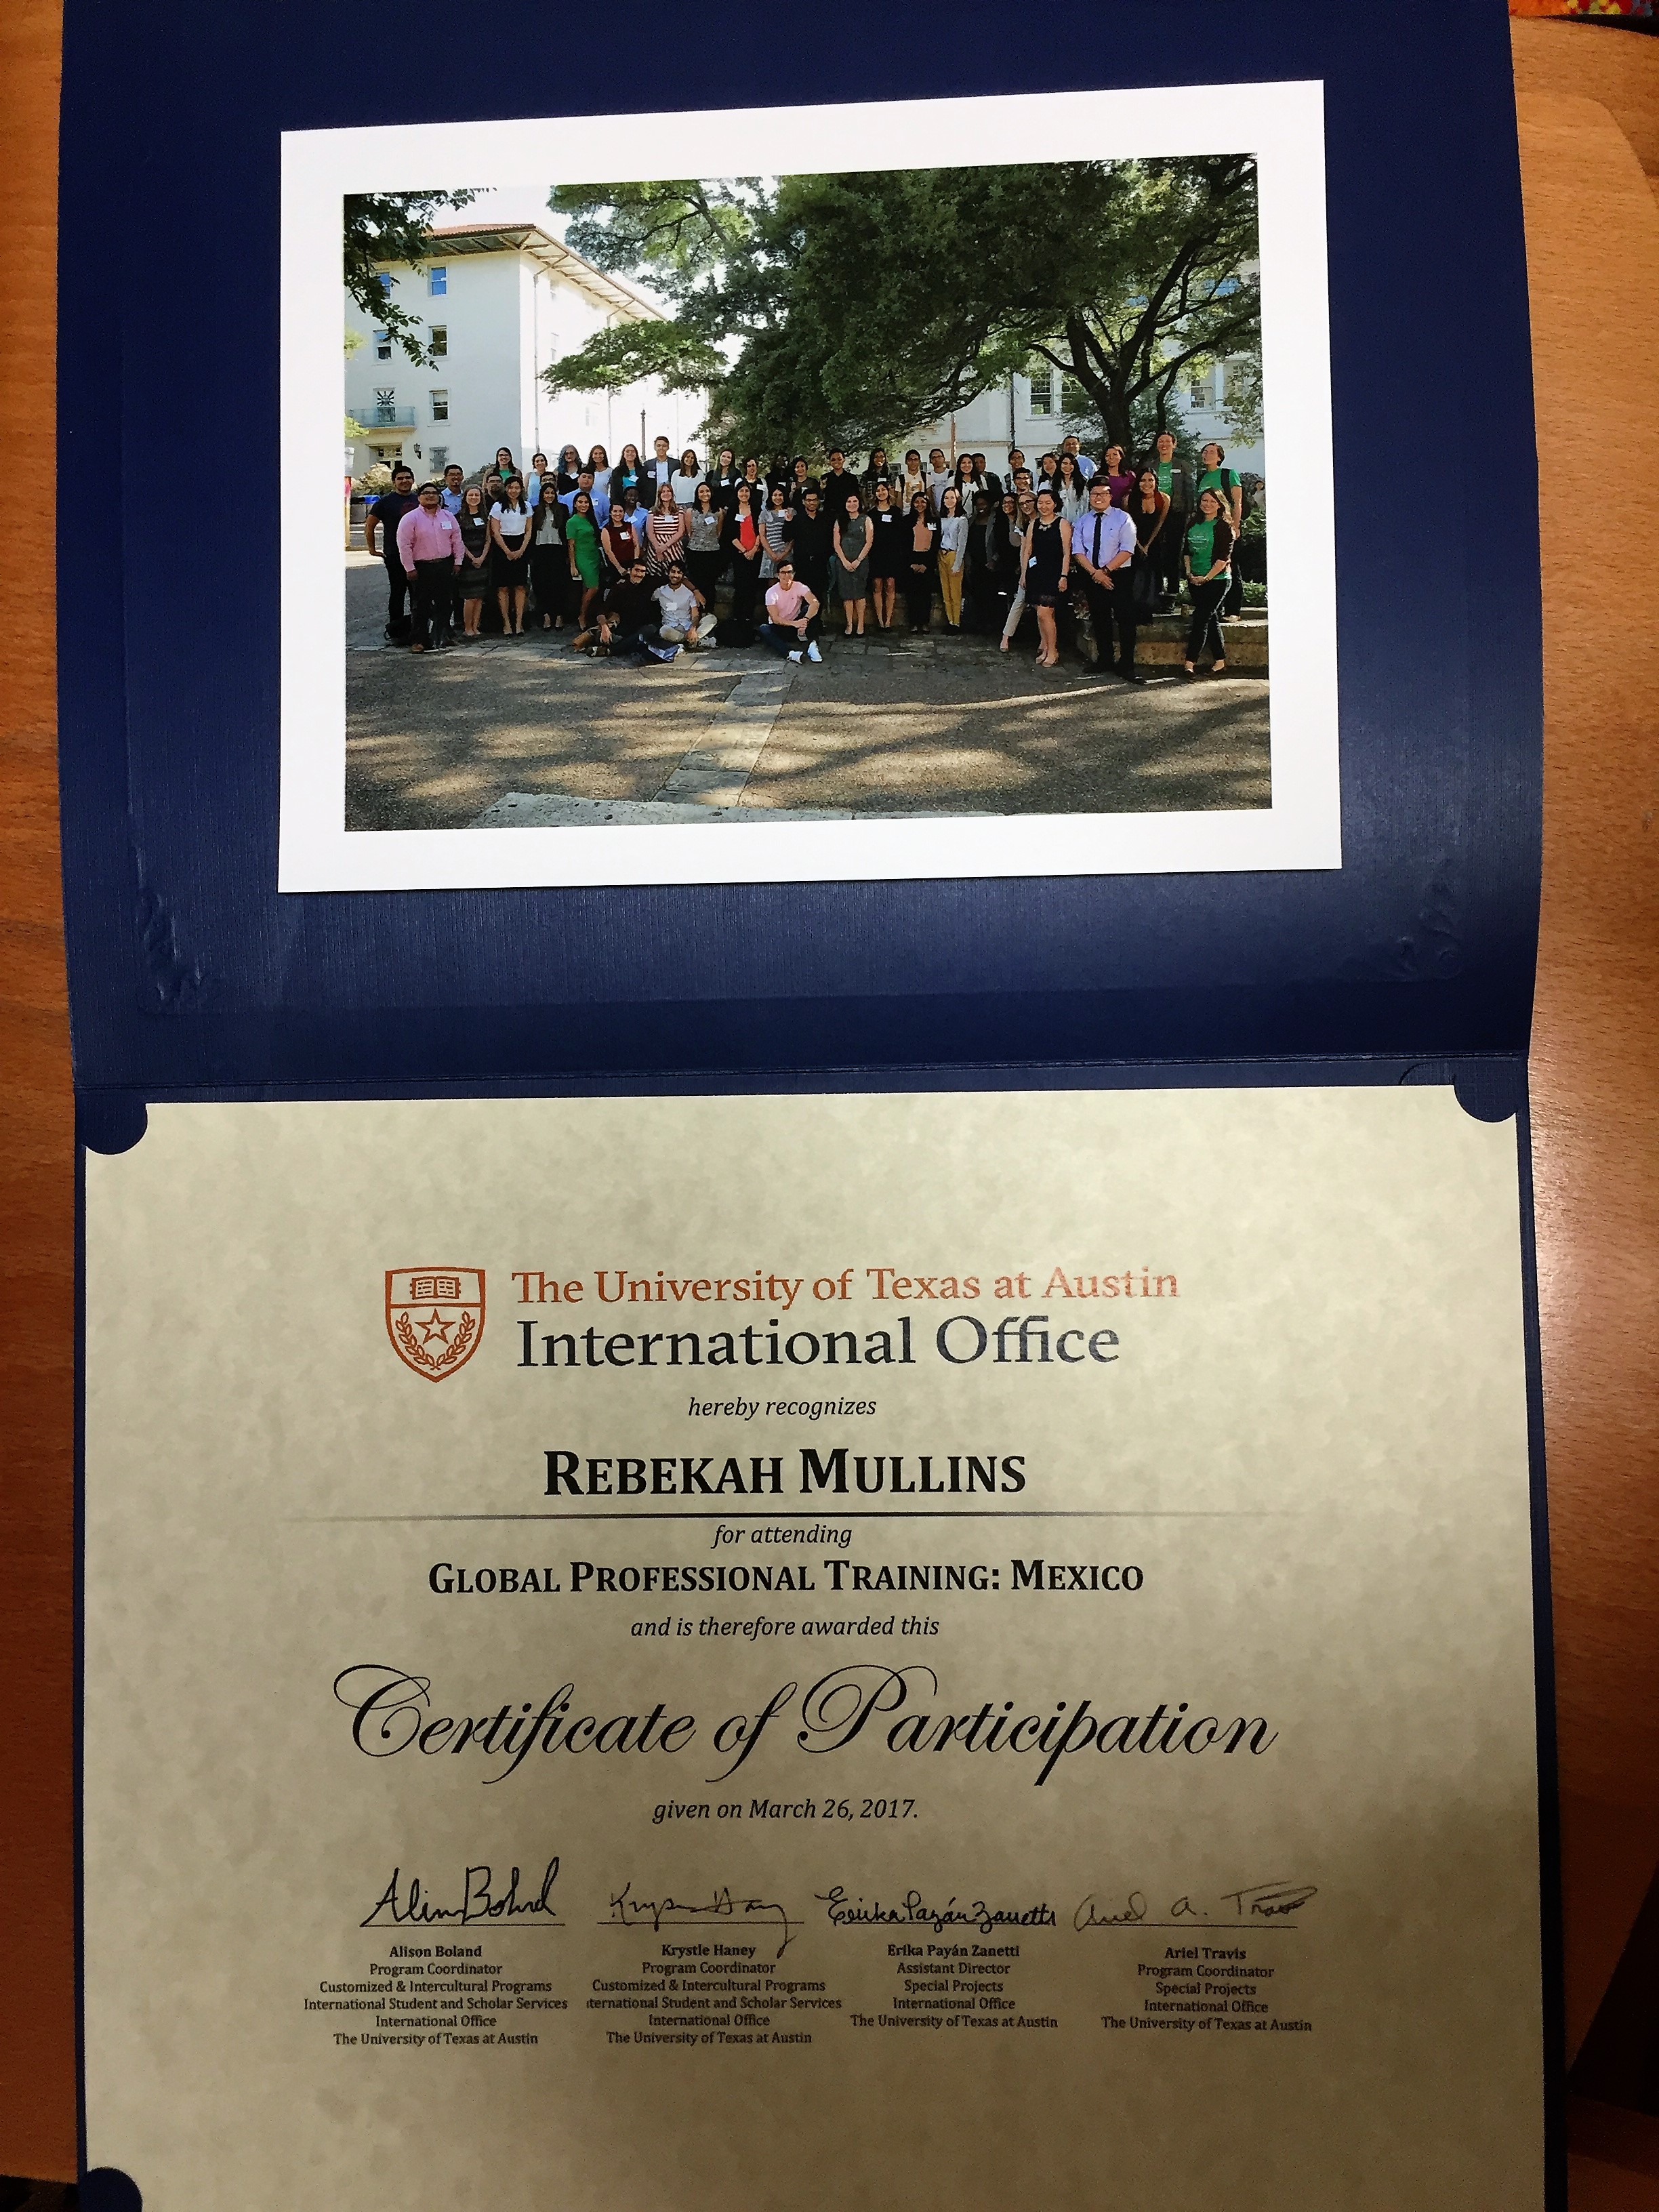 The University of Texas at Austin
International Office
hereby recognizes
REBEKAH MULLINS
for attending
GLOBAL PROFESSIONAL TRAINING: MEXICO
and is therefore awarded this
Certificate of Participation
given on March 26, 2017.
Erika Payán Zanetti
Ariel A.
Alison Boland
Program Coordinator
Customized & Intercultural Programs
International Student and Scholar Services
International Office
The University of Texas at Austin
Krystle Haney
Program Coordinator
Customized & Intercultural Programs
ternational Student and Scholar Services
International Office
The University of Texas at Austin
Erika Payán Zanetti
Assistant Director
Special Projects
International Office
The University of Texas at Austin
Ariel Travis
Program Coordinator
Special Projects
International Office
The University of Texas at Austin